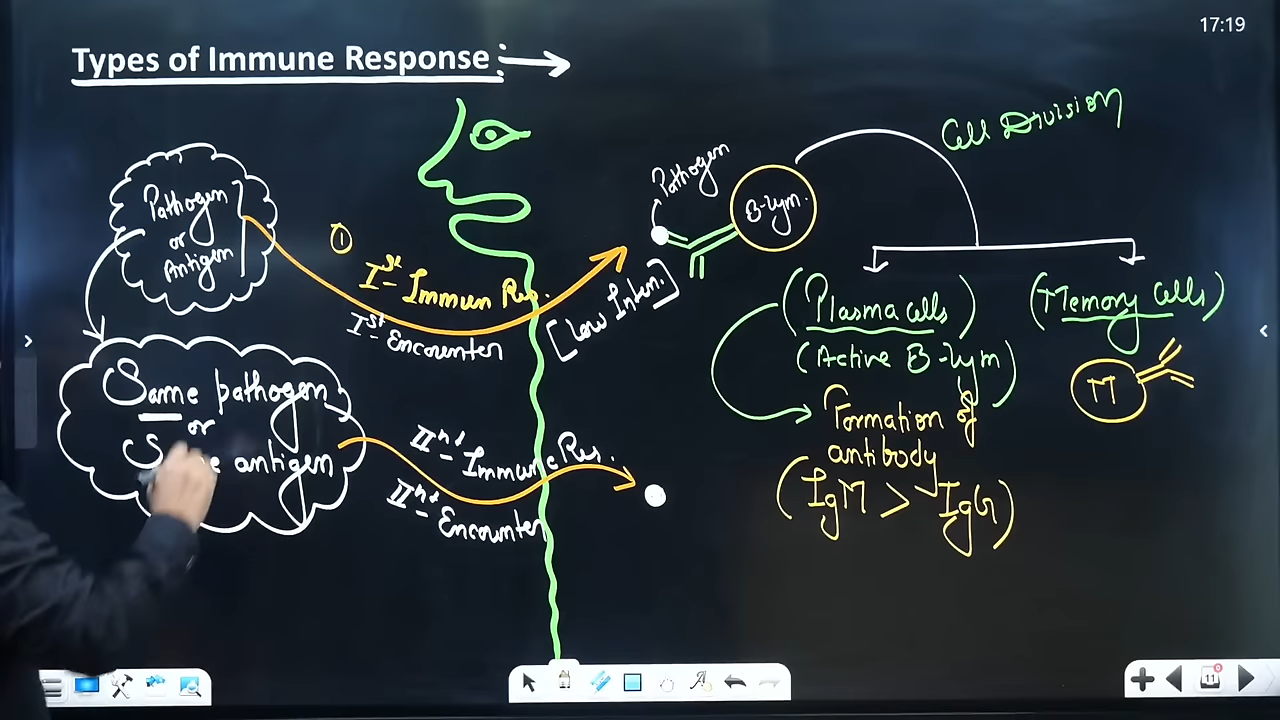 17:19
Types of Immune Response :
Cell Division
Pathogen
or
Antigen
①
Ist Immun Res.
Ist Encounter
[Low Inten.]
Pathogen
B-lym.
(Plasma cells)
(Active B-lym)
Formation of
antibody
(IgM > IgG)
(Memory cells)
M
Same pathogen
or
antigen
IInd Immune Res.
IInd Encounter
11